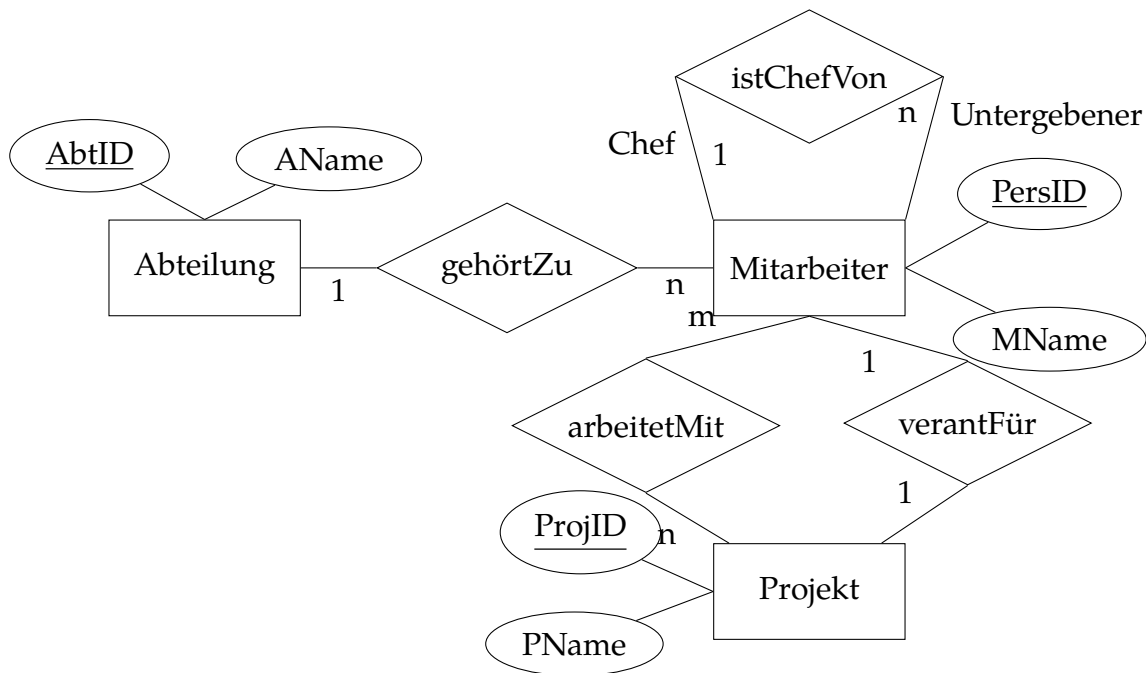 istChefVon
n
Untergebener
Chef
1
AbtID
AName
PersID
Abteilung
1
gehörtZu
n
Mitarbeiter
m
MName
1
arbeitetMit
verantFür
1
ProjID
n
Projekt
PName